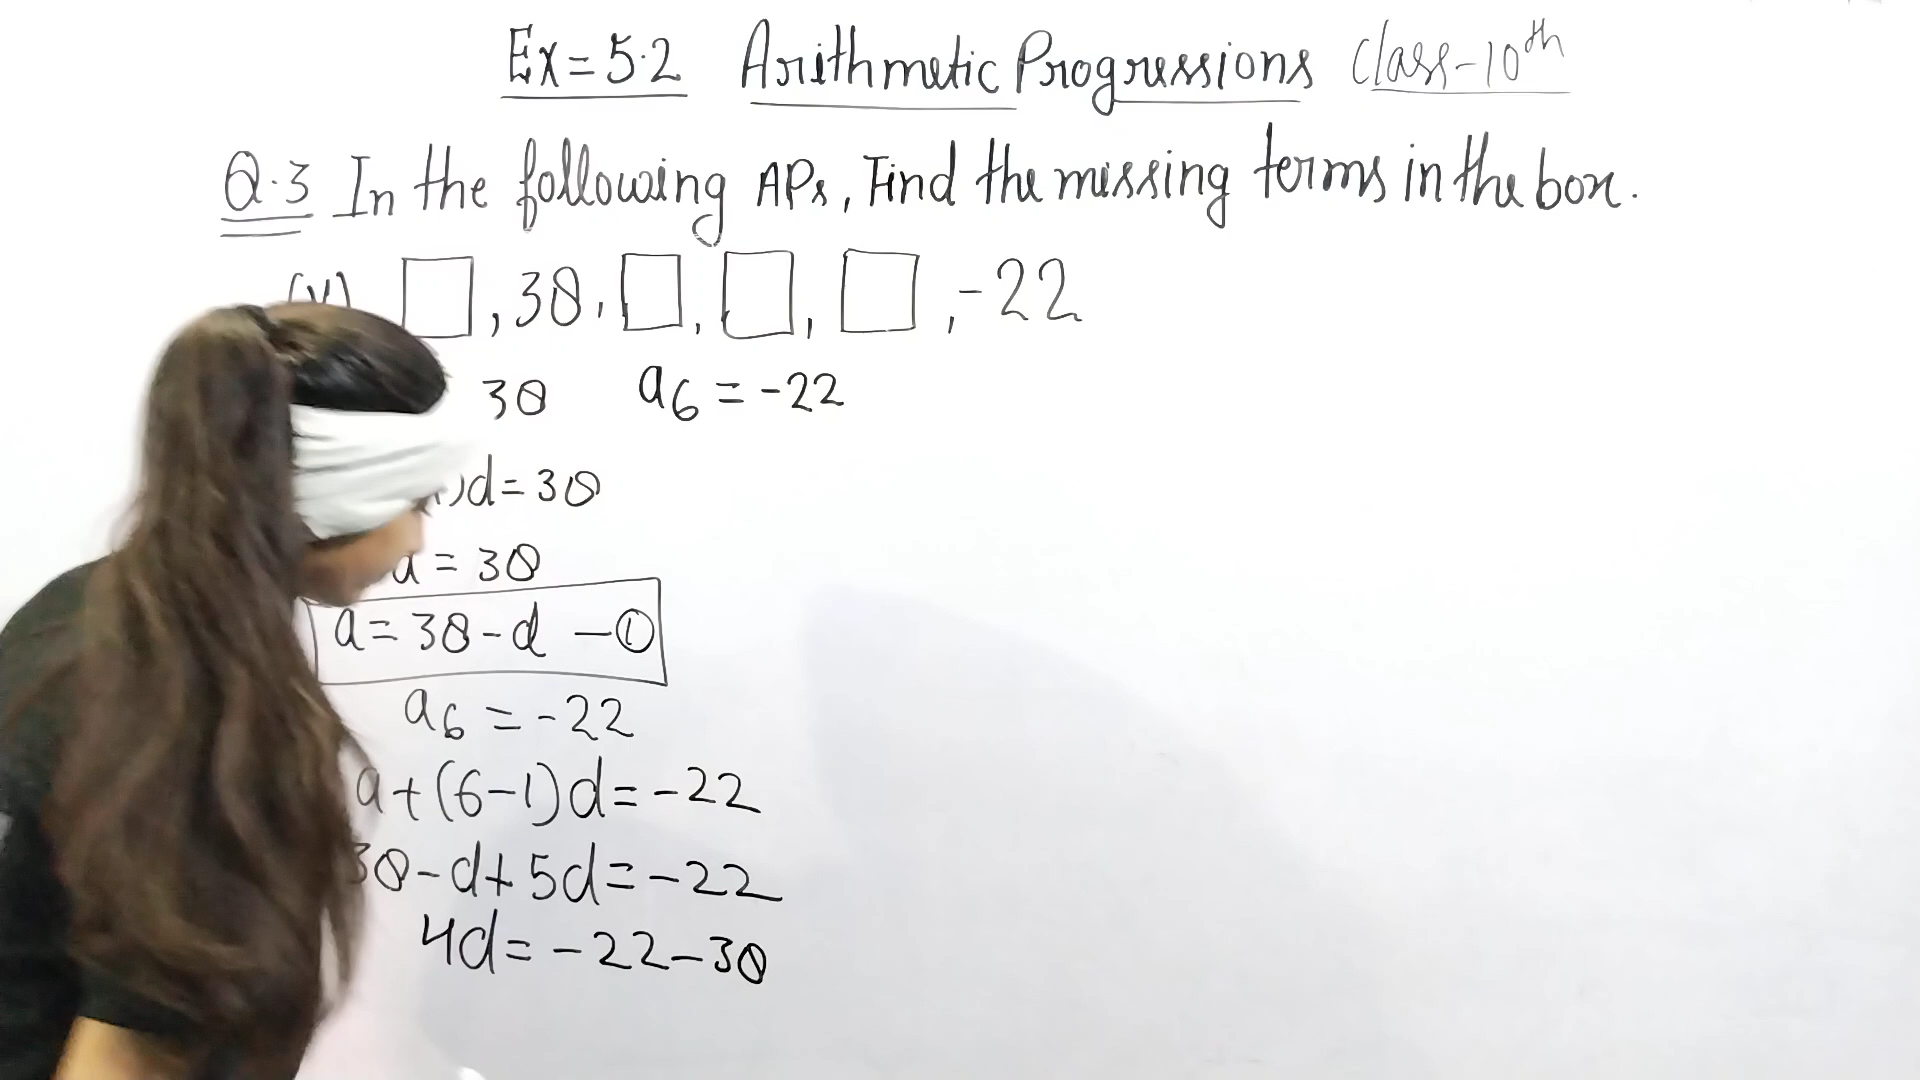 Ex = 5.2 Arithmetic Progressions Class-10th
Q.3 In the following APs, Find the missing terms in the box.
(v) □, 38, □, □, □, -22
38 a6 = -22
)d = 38
= 38
a = 38 - d - ①
a6 = -22
a + (6-1)d = -22
38 - d + 5d = -22
4d = -22 - 38